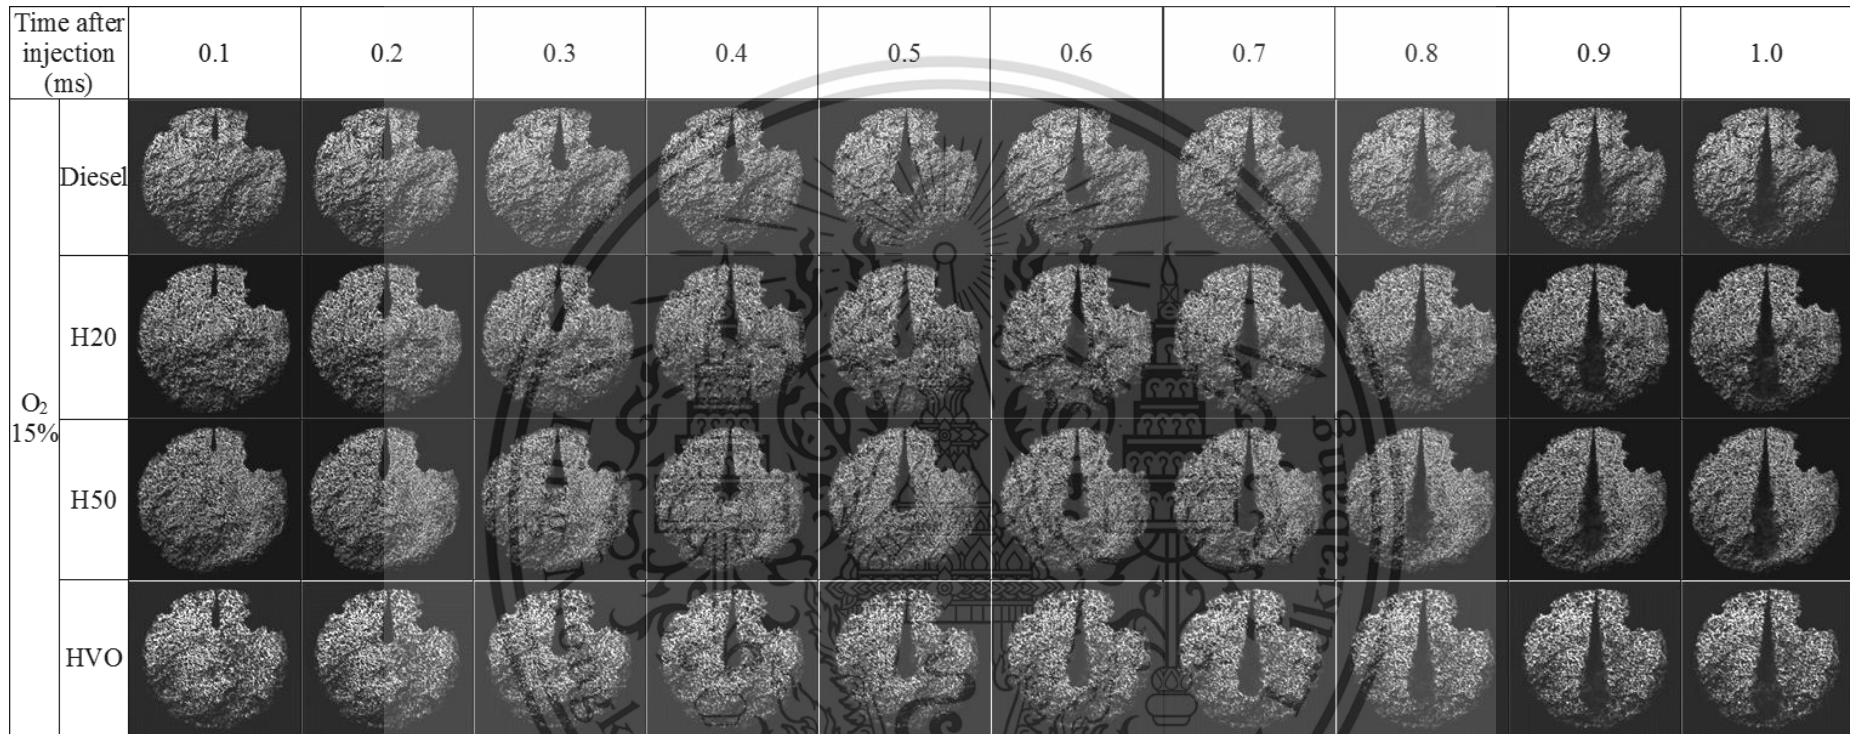 Time after injection (ms) 0.1 0.2 0.3 0.4 0.5 0.6 0.7 0.8 0.9 1.0
O₂ 15%
Diesel
H20
H50
HVO